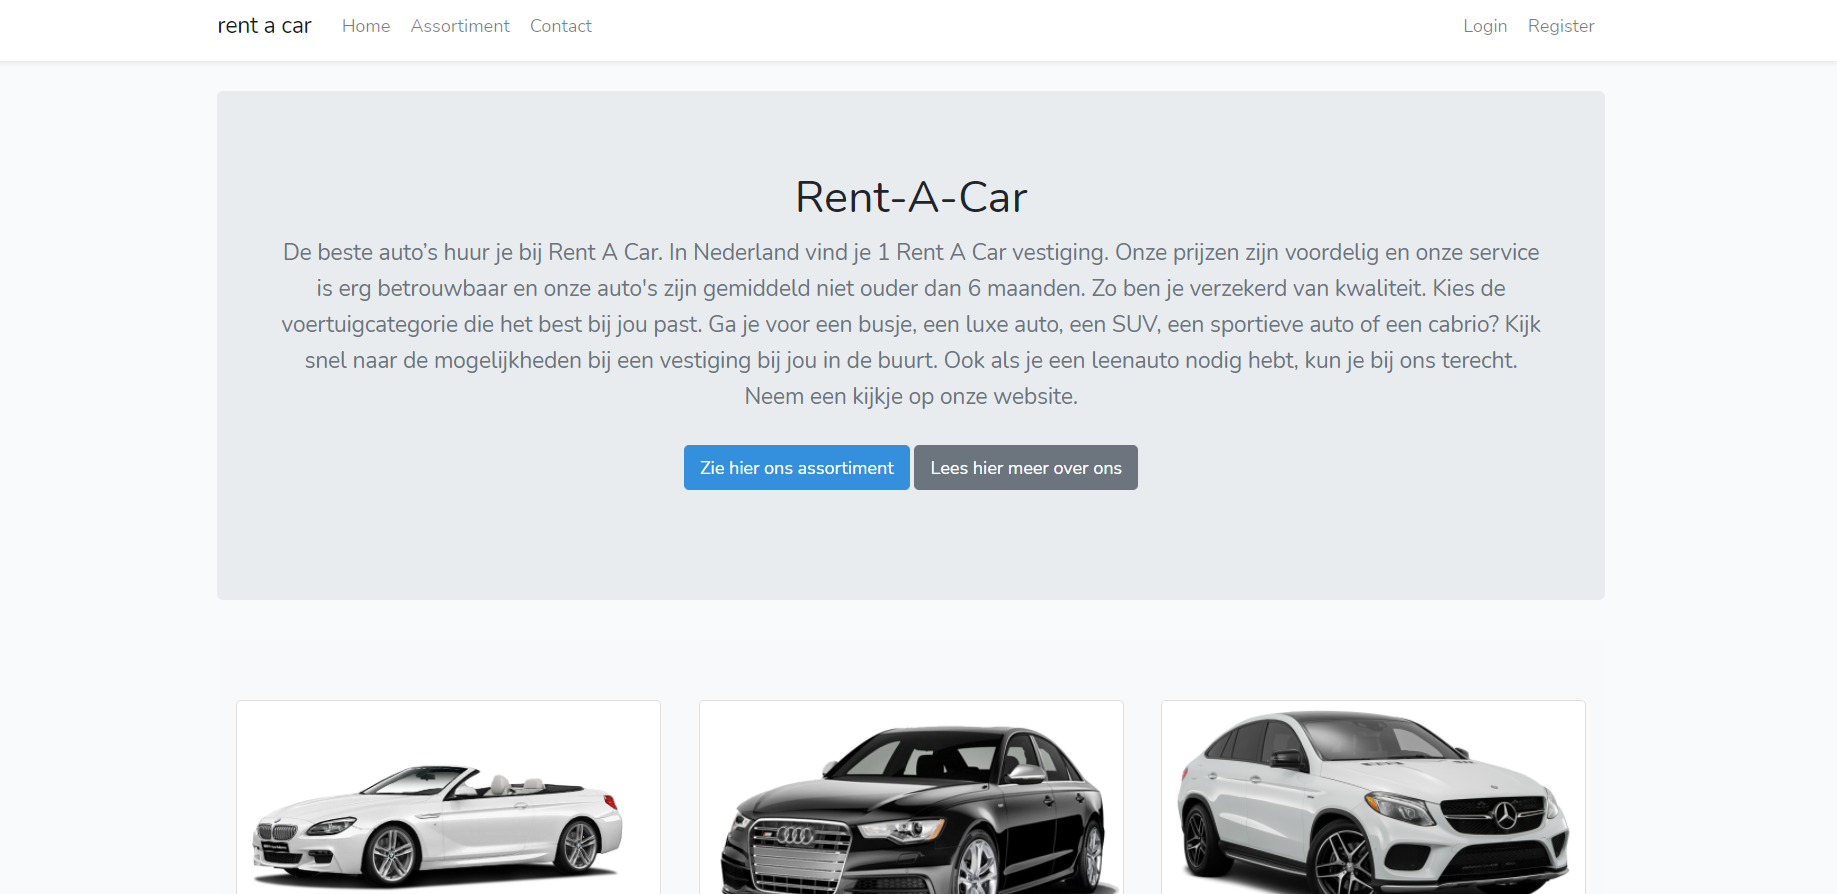 rent a car Home Assortiment Contact Login Register
Rent-A-Car
De beste auto’s huur je bij Rent A Car. In Nederland vind je 1 Rent A Car vestiging. Onze prijzen zijn voordelig en onze service
is erg betrouwbaar en onze auto's zijn gemiddeld niet ouder dan 6 maanden. Zo ben je verzekerd van kwaliteit. Kies de
voertuigcategorie die het best bij jou past. Ga je voor een busje, een luxe auto, een SUV, een sportieve auto of een cabrio? Kijk
snel naar de mogelijkheden bij een vestiging bij jou in de buurt. Ook als je een leenauto nodig hebt, kun je bij ons terecht.
Neem een kijkje op onze website.
Zie hier ons assortiment Lees hier meer over ons